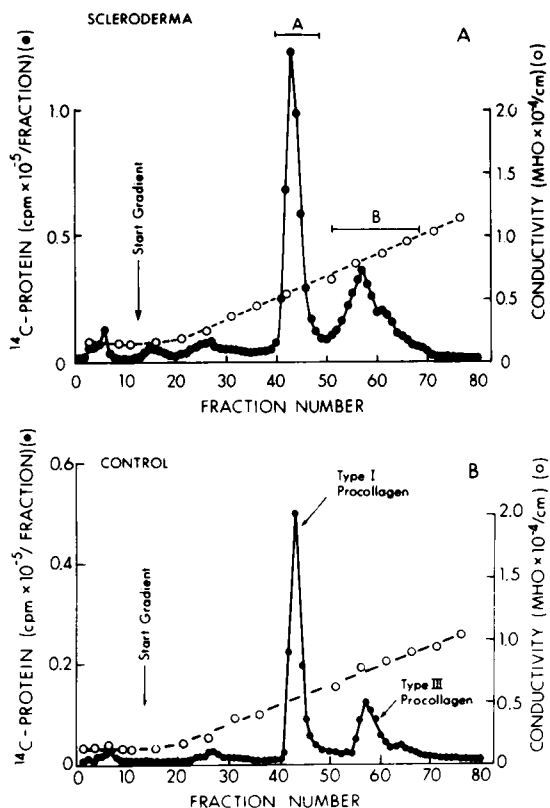 SCLERODERMA
A
A
B
1.0
0.5
0
2.0
1.5
1.0
0.5
0
¹⁴C-PROTEIN (cpm ×10⁻⁵/FRACTION)(●)
CONDUCTIVITY (MHO ×10⁻⁴/cm) (o)
Start Gradient
0 10 20 30 40 50 60 70 80
FRACTION NUMBER
CONTROL
B
Type I
Procollagen
Type III
Procollagen
0.6
0.4
0.2
0
2.0
1.5
1.0
0.5
0
¹⁴C-PROTEIN (cpm ×10⁻⁵/FRACTION)(●)
CONDUCTIVITY (MHO ×10⁻⁴/cm) (o)
Start Gradient
0 10 20 30 40 50 60 70 80
FRACTION NUMBER